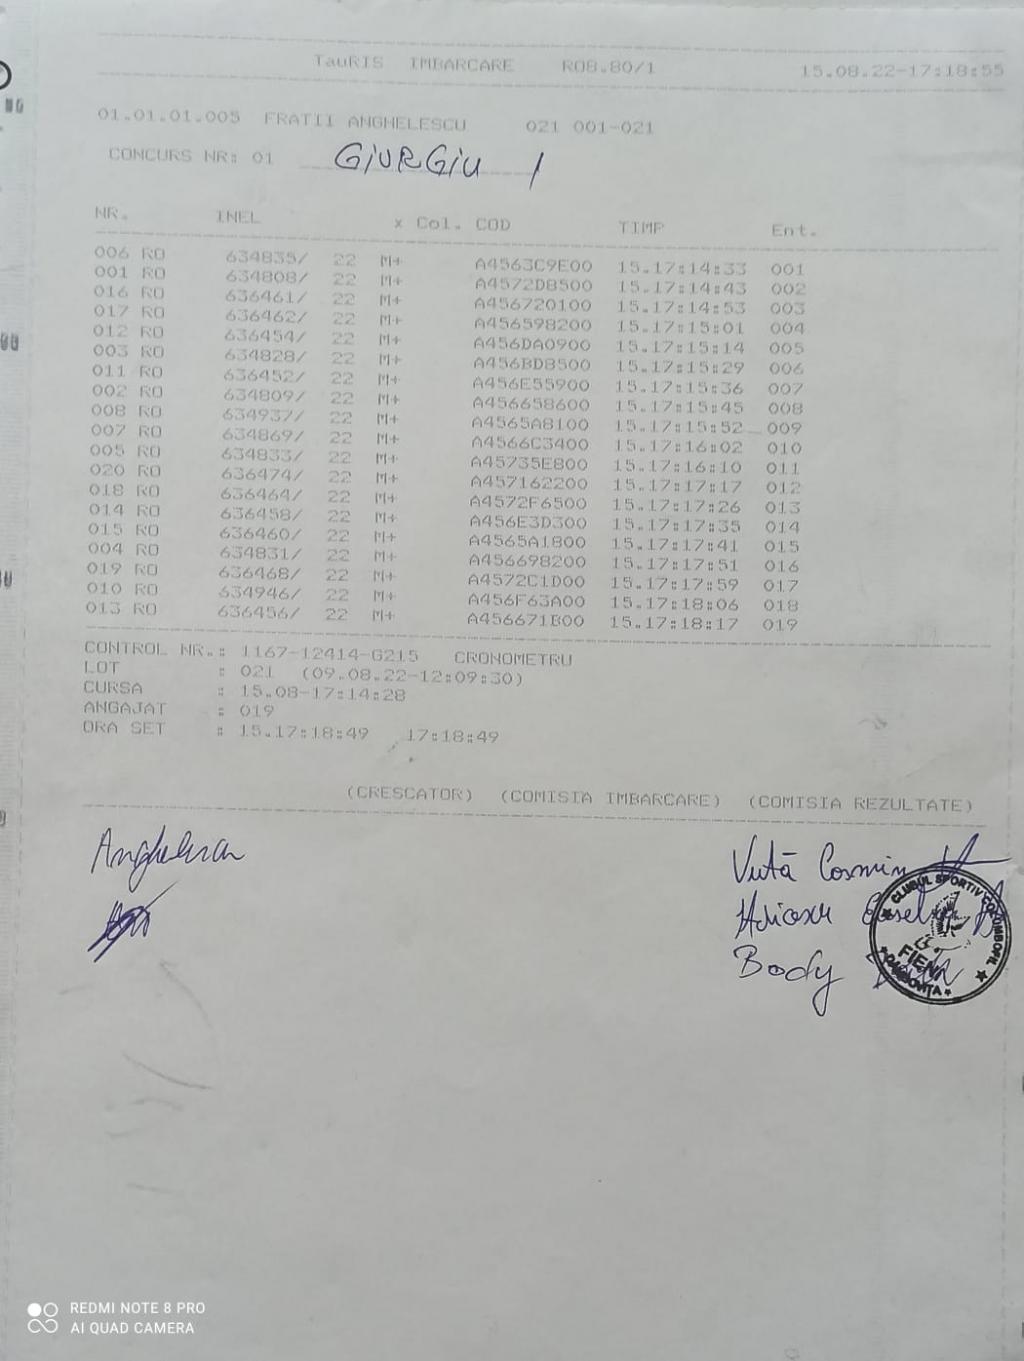 TauRIS IMBARCARE RO8.80/1 15.08.22-17:18:55
01.01.01.005 FRATII ANGHELESCU 021 001-021
CONCURS NR: 01 GIURGIU 1
NR. INEL x Col. COD TIMP Ent.
006 RO 634835/ 22 M+ A4563C9E00 15.17:14:33 001
001 RO 634808/ 22 M+ A4572D8500 15.17:14:43 002
016 RO 636461/ 22 M+ A456720100 15.17:14:53 003
017 RO 636462/ 22 M+ A456598200 15.17:15:01 004
012 RO 636454/ 22 M+ A456DA0900 15.17:15:14 005
003 RO 634828/ 22 M+ A456BD8500 15.17:15:29 006
011 RO 636452/ 22 M+ A456E55900 15.17:15:36 007
002 RO 634809/ 22 M+ A456658600 15.17:15:45 008
008 RO 634937/ 22 M+ A4565A8100 15.17:15:52 009
007 RO 634869/ 22 M+ A4566C3400 15.17:16:02 010
005 RO 634833/ 22 M+ A45735E800 15.17:16:10 011
020 RO 636474/ 22 M+ A457162200 15.17:17:17 012
018 RO 636464/ 22 M+ A4572F6500 15.17:17:26 013
014 RO 636458/ 22 M+ A456E3D300 15.17:17:35 014
015 RO 636460/ 22 M+ A4565A1800 15.17:17:41 015
004 RO 634831/ 22 M+ A456698200 15.17:17:51 016
019 RO 636468/ 22 M+ A4572C1D00 15.17:17:59 017
010 RO 634946/ 22 M+ A456F63A00 15.17:18:06 018
013 RO 636456/ 22 M+ A456671B00 15.17:18:17 019
CONTROL NR.: 1167-12414-G215 CRONOMETRU
LOT : 021 (09.08.22-12:09:30)
CURSA : 15.08-17:14:28
ANGAJAT : 019
ORA SET : 15.17:18:49 17:18:49
(CRESCATOR) (COMISIA IMBARCARE) (COMISIA REZULTATE)
Vută Cosmin
Body
CLUBUL SPORTIV COLUMBOFIL
FIENI
DAMBOVITA
REDMI NOTE 8 PRO
AI QUAD CAMERA